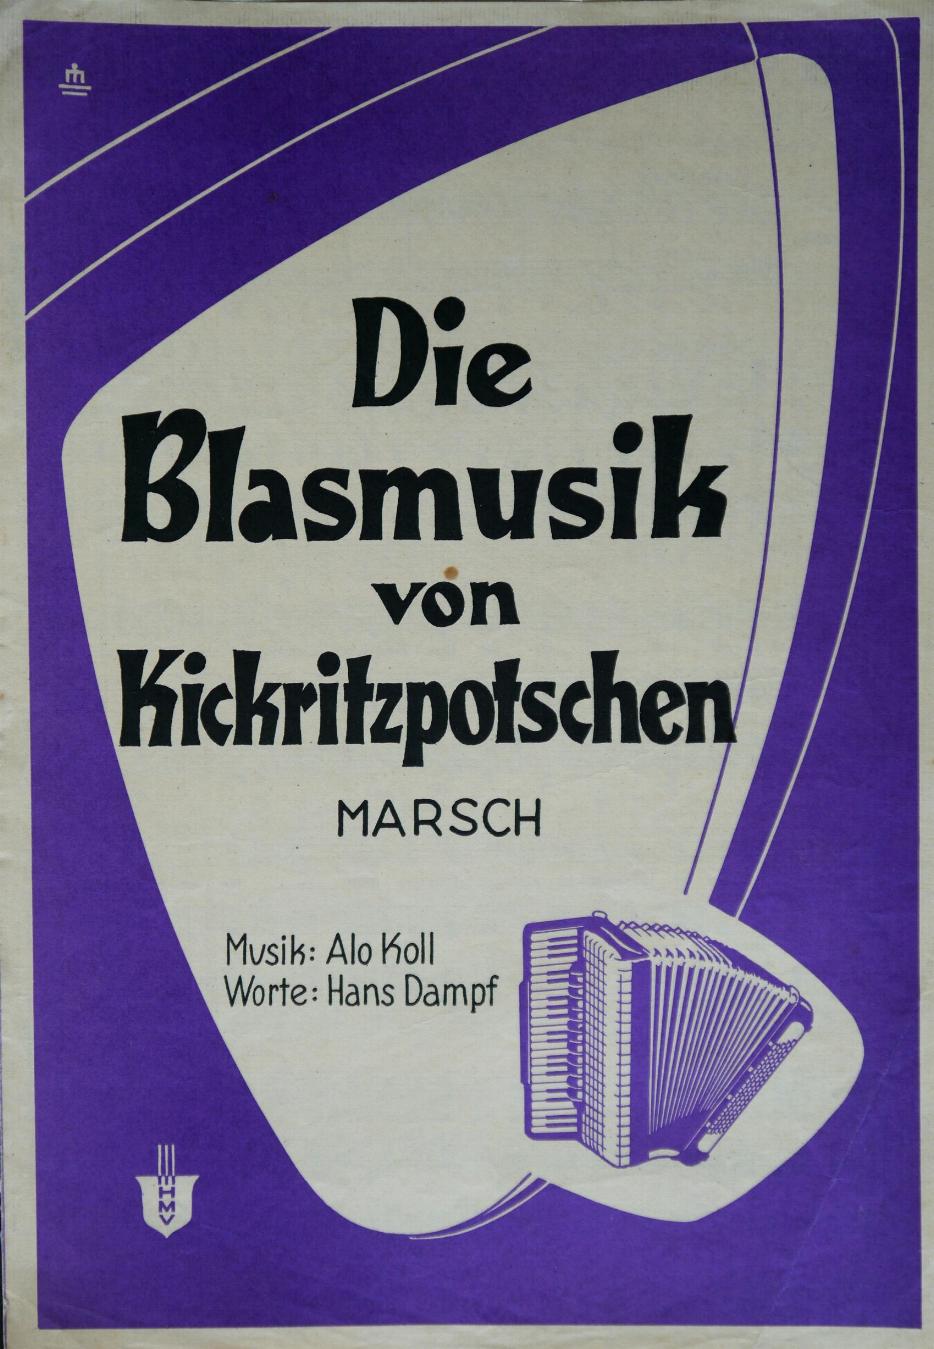 Die
Blasmusik
von
Kickritzpotschen
MARSCH
Musik: Alo Koll
Worte: Hans Dampf
HMV